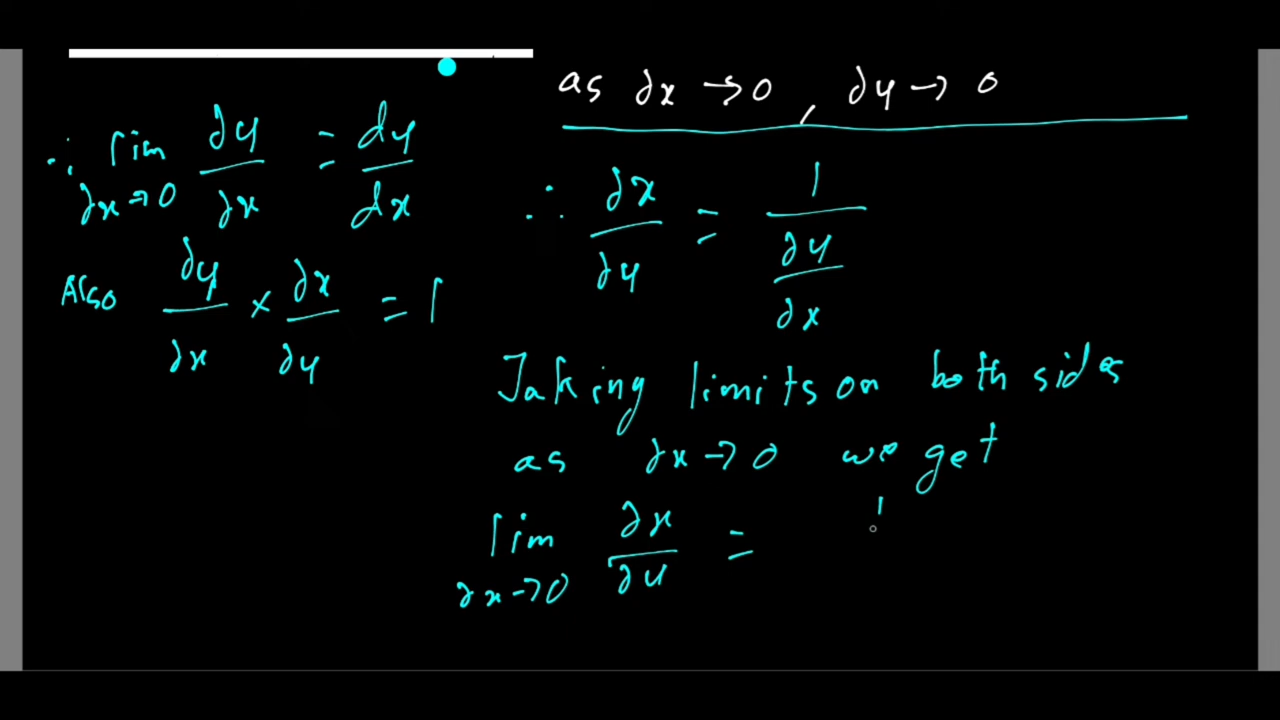 ∴ lim ∂y/∂x = dy/dx
∂x→0
Also ∂y/∂x × ∂x/∂y = 1
as ∂x →0 , ∂y → 0
∴ ∂x/∂y = 1/(∂y/∂x)
Taking limits on both sides
as ∂x →0 we get
lim ∂x/∂y = 1
∂x→0